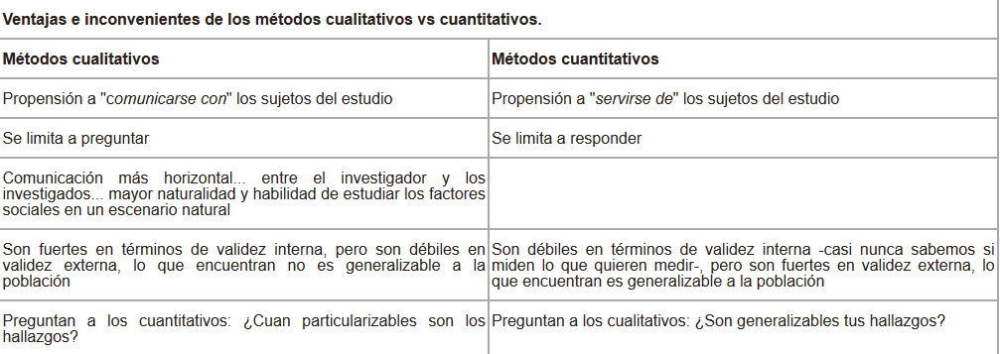 Ventajas e inconvenientes de los métodos cualitativos vs cuantitativos.
Métodos cualitativos
Métodos cuantitativos
Propensión a "comunicarse con" los sujetos del estudio
Propensión a "servirse de" los sujetos del estudio
Se limita a preguntar
Se limita a responder
Comunicación más horizontal... entre el investigador y los
investigados... mayor naturalidad y habilidad de estudiar los factores
sociales en un escenario natural
Son fuertes en términos de validez interna, pero son débiles en
validez externa, lo que encuentran no es generalizable a la
población
Son débiles en términos de validez interna -casi nunca sabemos si
miden lo que quieren medir-, pero son fuertes en validez externa, lo
que encuentran es generalizable a la población
Preguntan a los cuantitativos: ¿Cuan particularizables son los
hallazgos?
Preguntan a los cualitativos: ¿Son generalizables tus hallazgos?